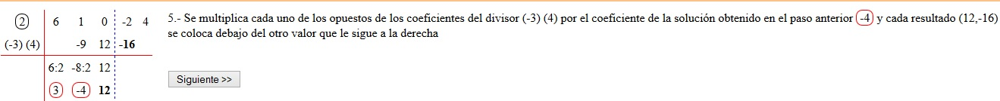 2 6 1 0 -2 4
(-3) (4) -9 12 -16
6:2 -8:2 12
3 -4 12
5.- Se multiplica cada uno de los opuestos de los coeficientes del divisor (-3) (4) por el coeficiente de la solución obtenido en el paso anterior -4 y cada resultado (12,-16)
se coloca debajo del otro valor que le sigue a la derecha
Siguiente >>